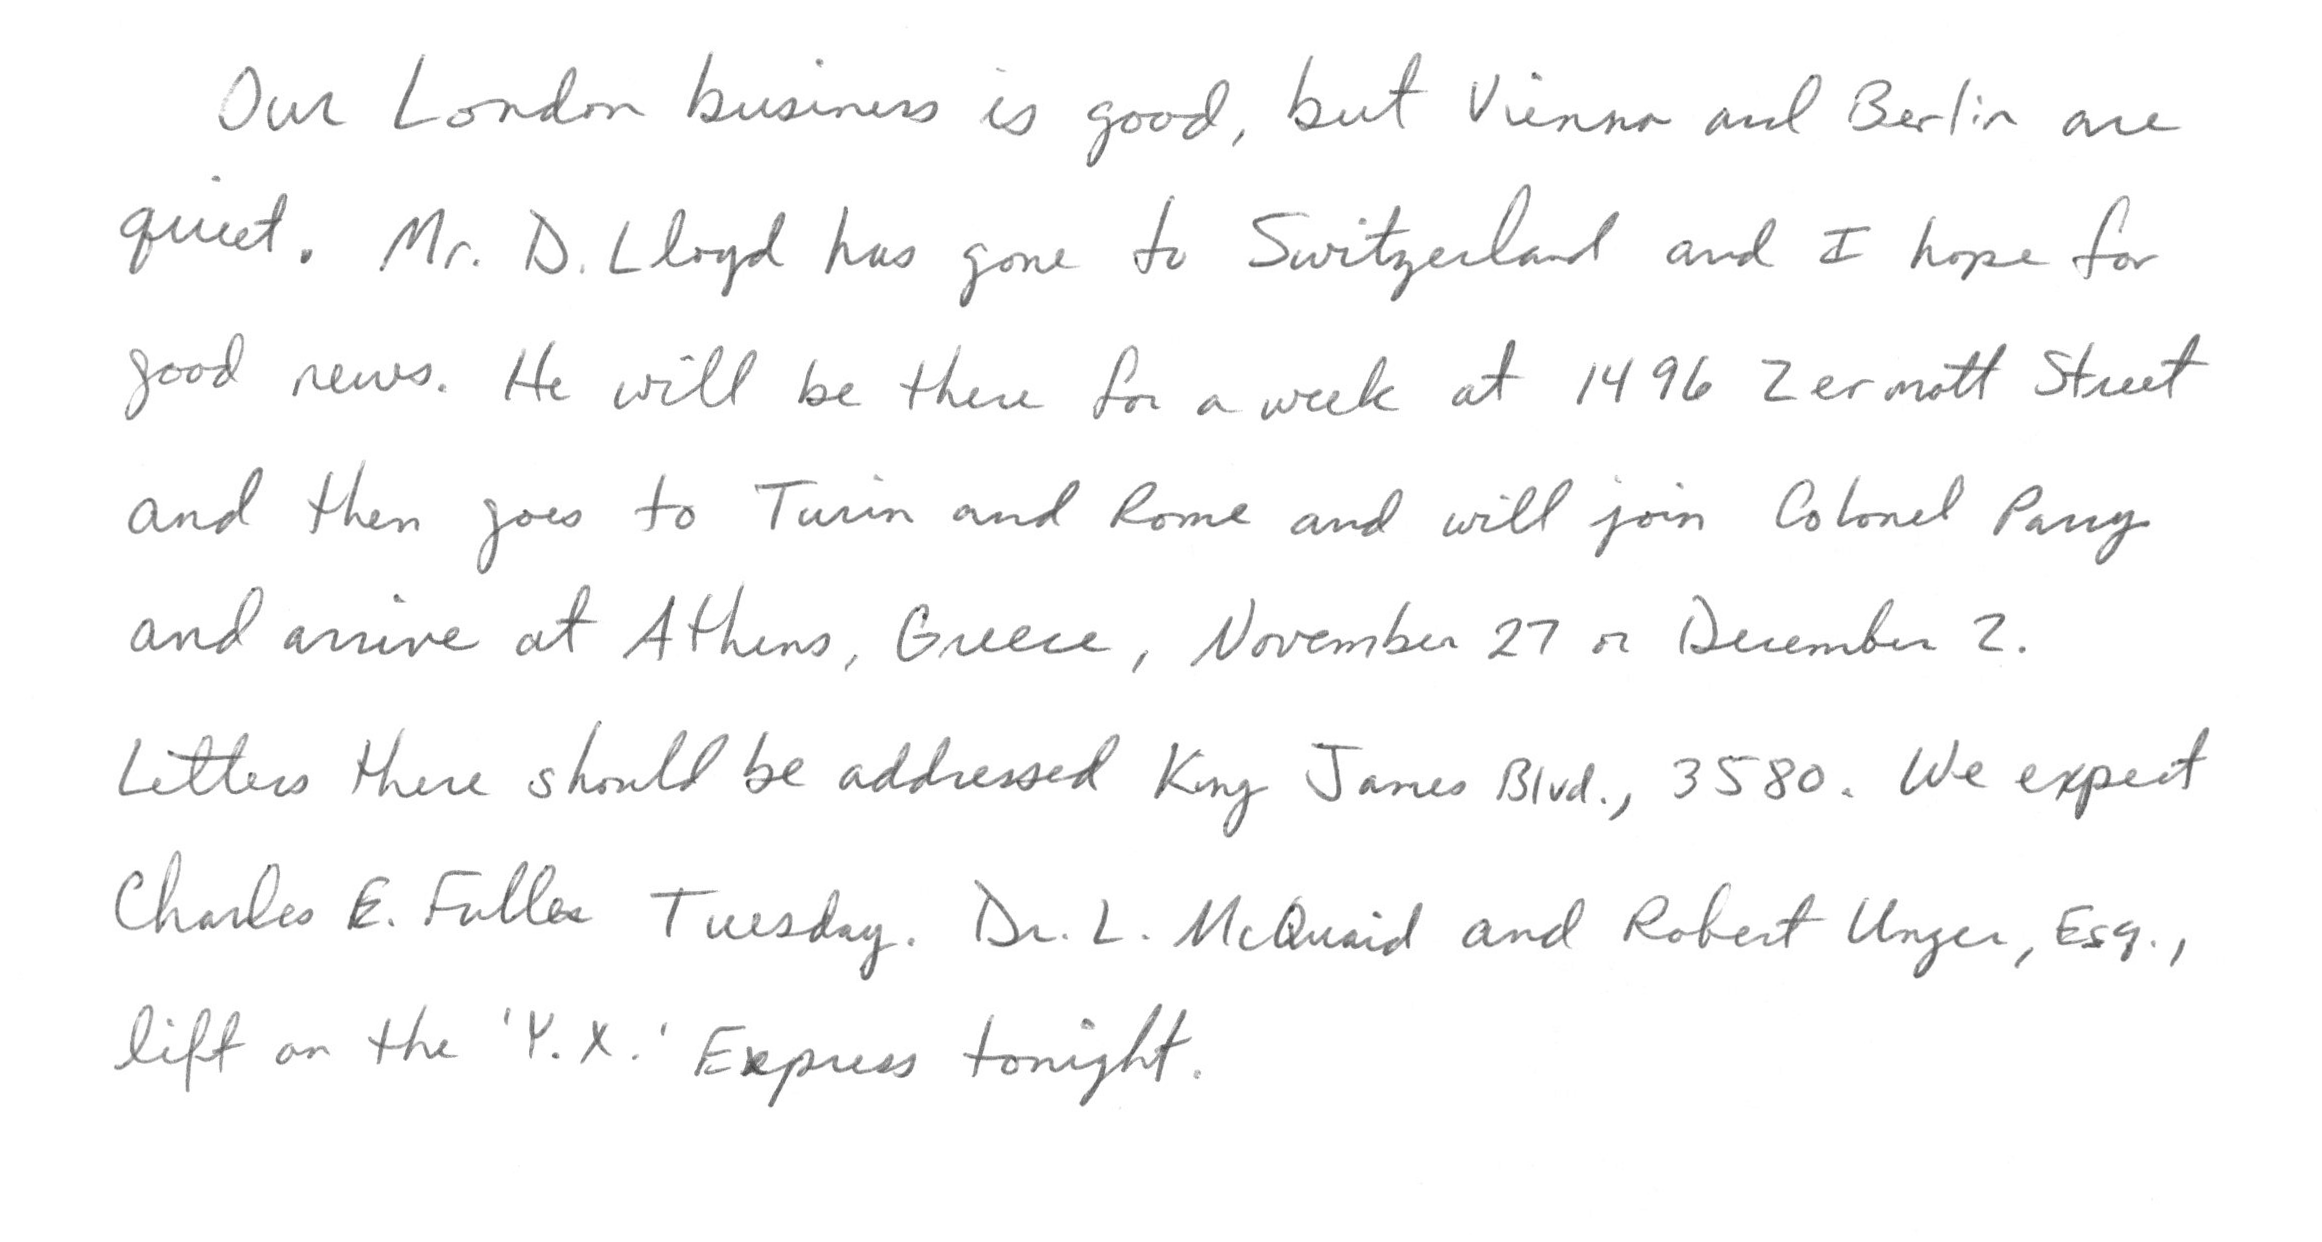 Our London business is good, but Vienna and Berlin are
quiet. Mr. D. Lloyd has gone to Switzerland and I hope for
good news. He will be there for a week at 1496 Zermott Street
and then goes to Turin and Rome and will join Colonel Parry
and arrive at Athens, Greece, November 27 or December 2.
Letters there should be addressed King James Blvd., 3580. We expect
Charles E. Fuller Tuesday. Dr. L. McQuaid and Robert Unger, Esq.,
lift on the 'Y.X.' Express tonight.